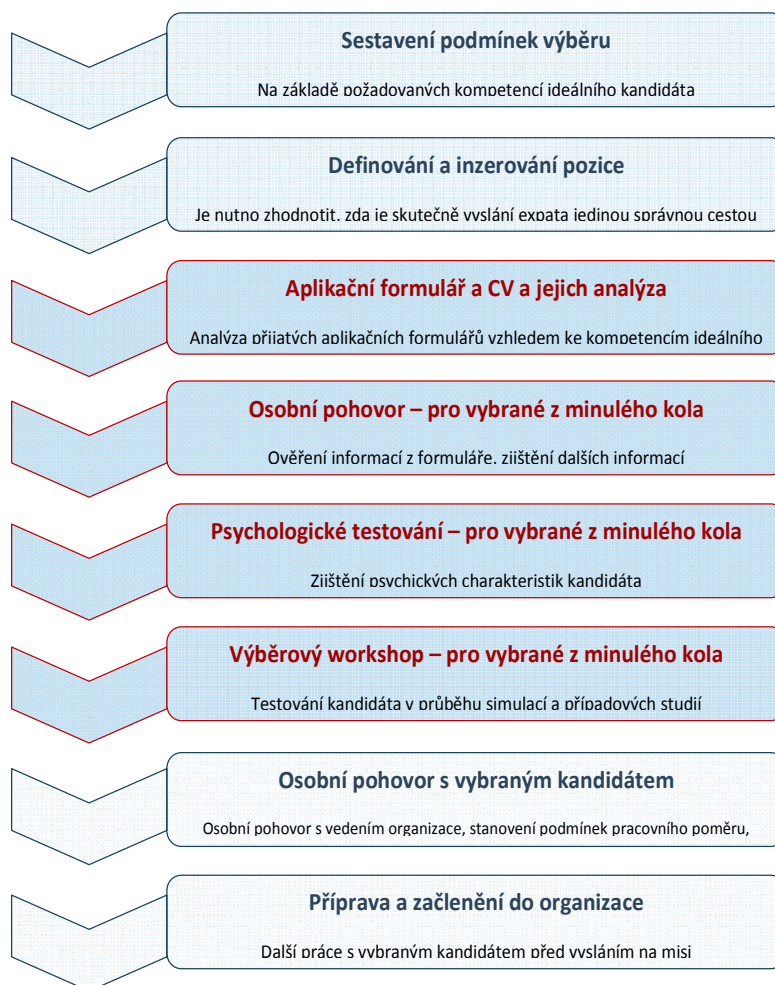 Sestavení podmínek výběru
Na základě požadovaných kompetencí ideálního kandidáta
Definování a inzerování pozice
Je nutno zhodnotit, zda je skutečně vyslání expata jedinou správnou cestou
Aplikační formulář a CV a jejich analýza
Analýza přijatých aplikačních formulářů vzhledem ke kompetencím ideálního
Osobní pohovor – pro vybrané z minulého kola
Ověření informací z formuláře, zjištění dalších informací
Psychologické testování – pro vybrané z minulého kola
Zjištění psychických charakteristik kandidáta
Výběrový workshop – pro vybrané z minulého kola
Testování kandidáta v průběhu simulací a případových studií
Osobní pohovor s vybraným kandidátem
Osobní pohovor s vedením organizace, stanovení podmínek pracovního poměru,
Příprava a začlenění do organizace
Další práce s vybraným kandidátem před vysláním na misi